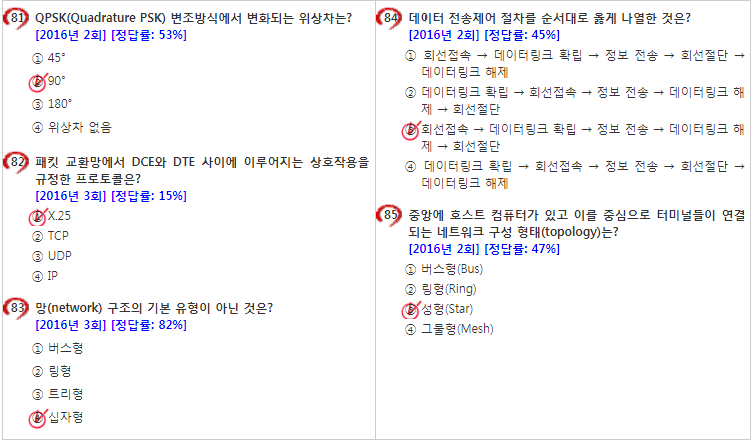 81 QPSK(Quadrature PSK) 변조방식에서 변화되는 위상차는?
[2016년 2회] [정답률: 53%]
① 45°
② 90°
③ 180°
④ 위상차 없음
82 패킷 교환망에서 DCE와 DTE 사이에 이루어지는 상호작용을
규정한 프로토콜은?
[2016년 3회] [정답률: 15%]
① X.25
② TCP
③ UDP
④ IP
83 망(network) 구조의 기본 유형이 아닌 것은?
[2016년 3회] [정답률: 82%]
① 버스형
② 링형
③ 트리형
④ 십자형
84 데이터 전송제어 절차를 순서대로 옳게 나열한 것은?
[2016년 2회] [정답률: 45%]
① 회선접속 → 데이터링크 확립 → 정보 전송 → 회선절단 →
데이터링크 해제
② 데이터링크 확립 → 회선접속 → 정보 전송 → 데이터링크 해
제 → 회선절단
③ 회선접속 → 데이터링크 확립 → 정보 전송 → 데이터링크 해
제 → 회선절단
④ 데이터링크 확립 → 회선접속 → 정보 전송 → 회선절단 →
데이터링크 해제
85 중앙에 호스트 컴퓨터가 있고 이를 중심으로 터미널들이 연결
되는 네트워크 구성 형태(topology)는?
[2016년 2회] [정답률: 47%]
① 버스형(Bus)
② 링형(Ring)
③ 성형(Star)
④ 그물형(Mesh)